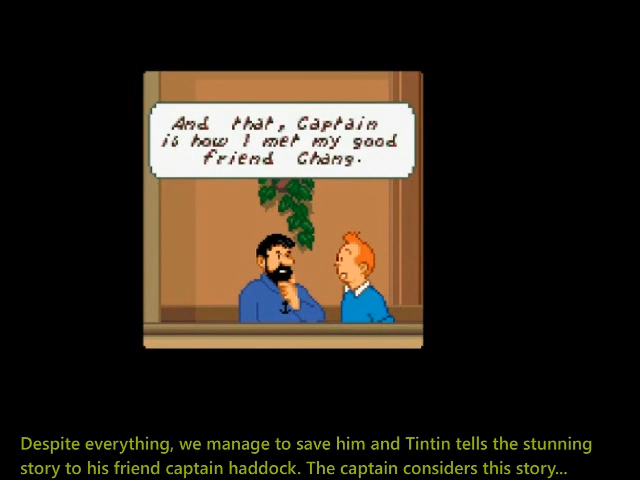 And that, Captain
is how I met my good
friend Chang.
Despite everything, we manage to save him and Tintin tells the stunning
story to his friend captain haddock. The captain considers this story...